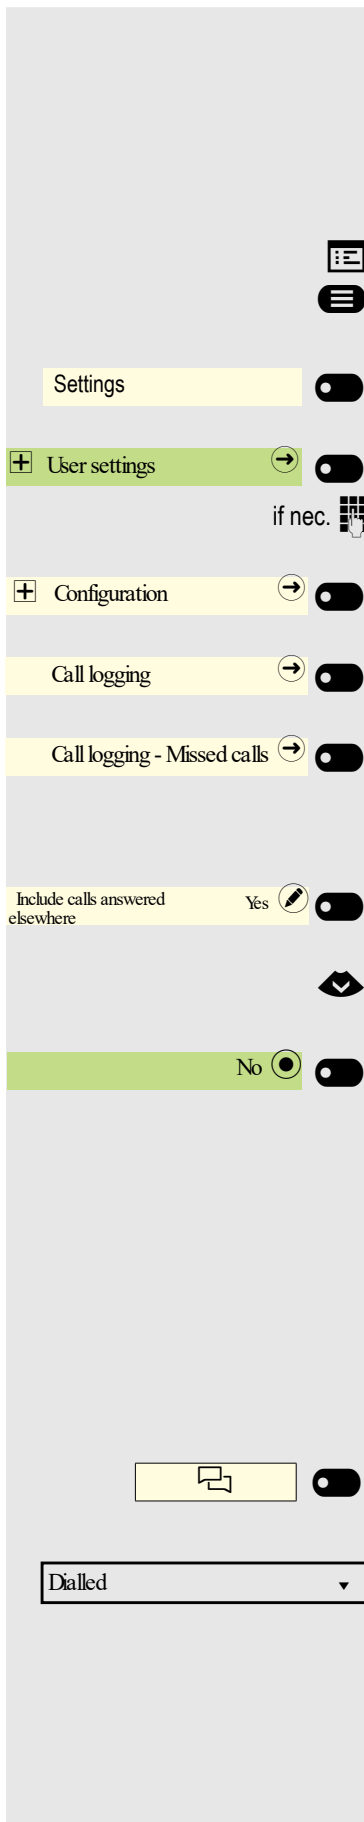 Settings
User settings
if nec.
Configuration
Call logging
Call logging - Missed calls
Include calls answered elsewhere Yes
No
Dialled